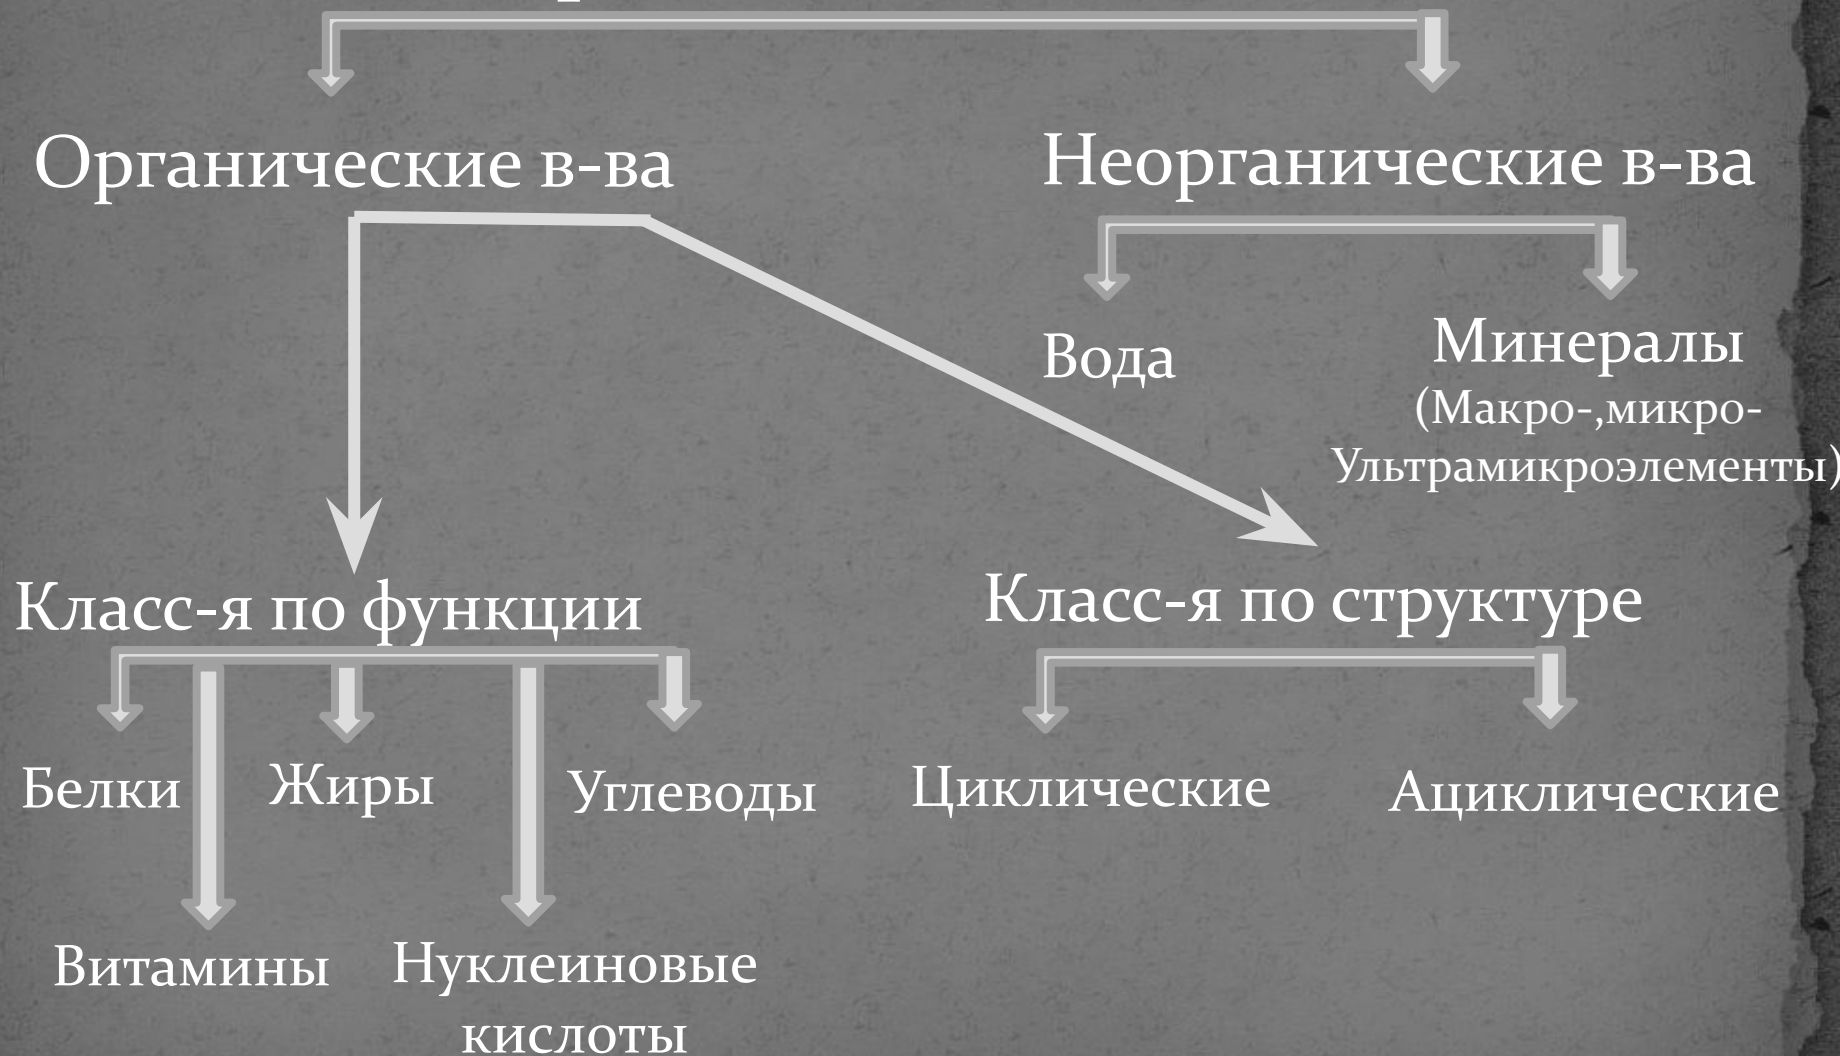 Органические в-ва
Неорганические в-ва
Вода
Минералы
(Макро-,микро-
Ультрамикроэлементы)
Класс-я по функции
Класс-я по структуре
Белки
Жиры
Углеводы
Циклические
Ациклические
Витамины
Нуклеиновые
кислоты